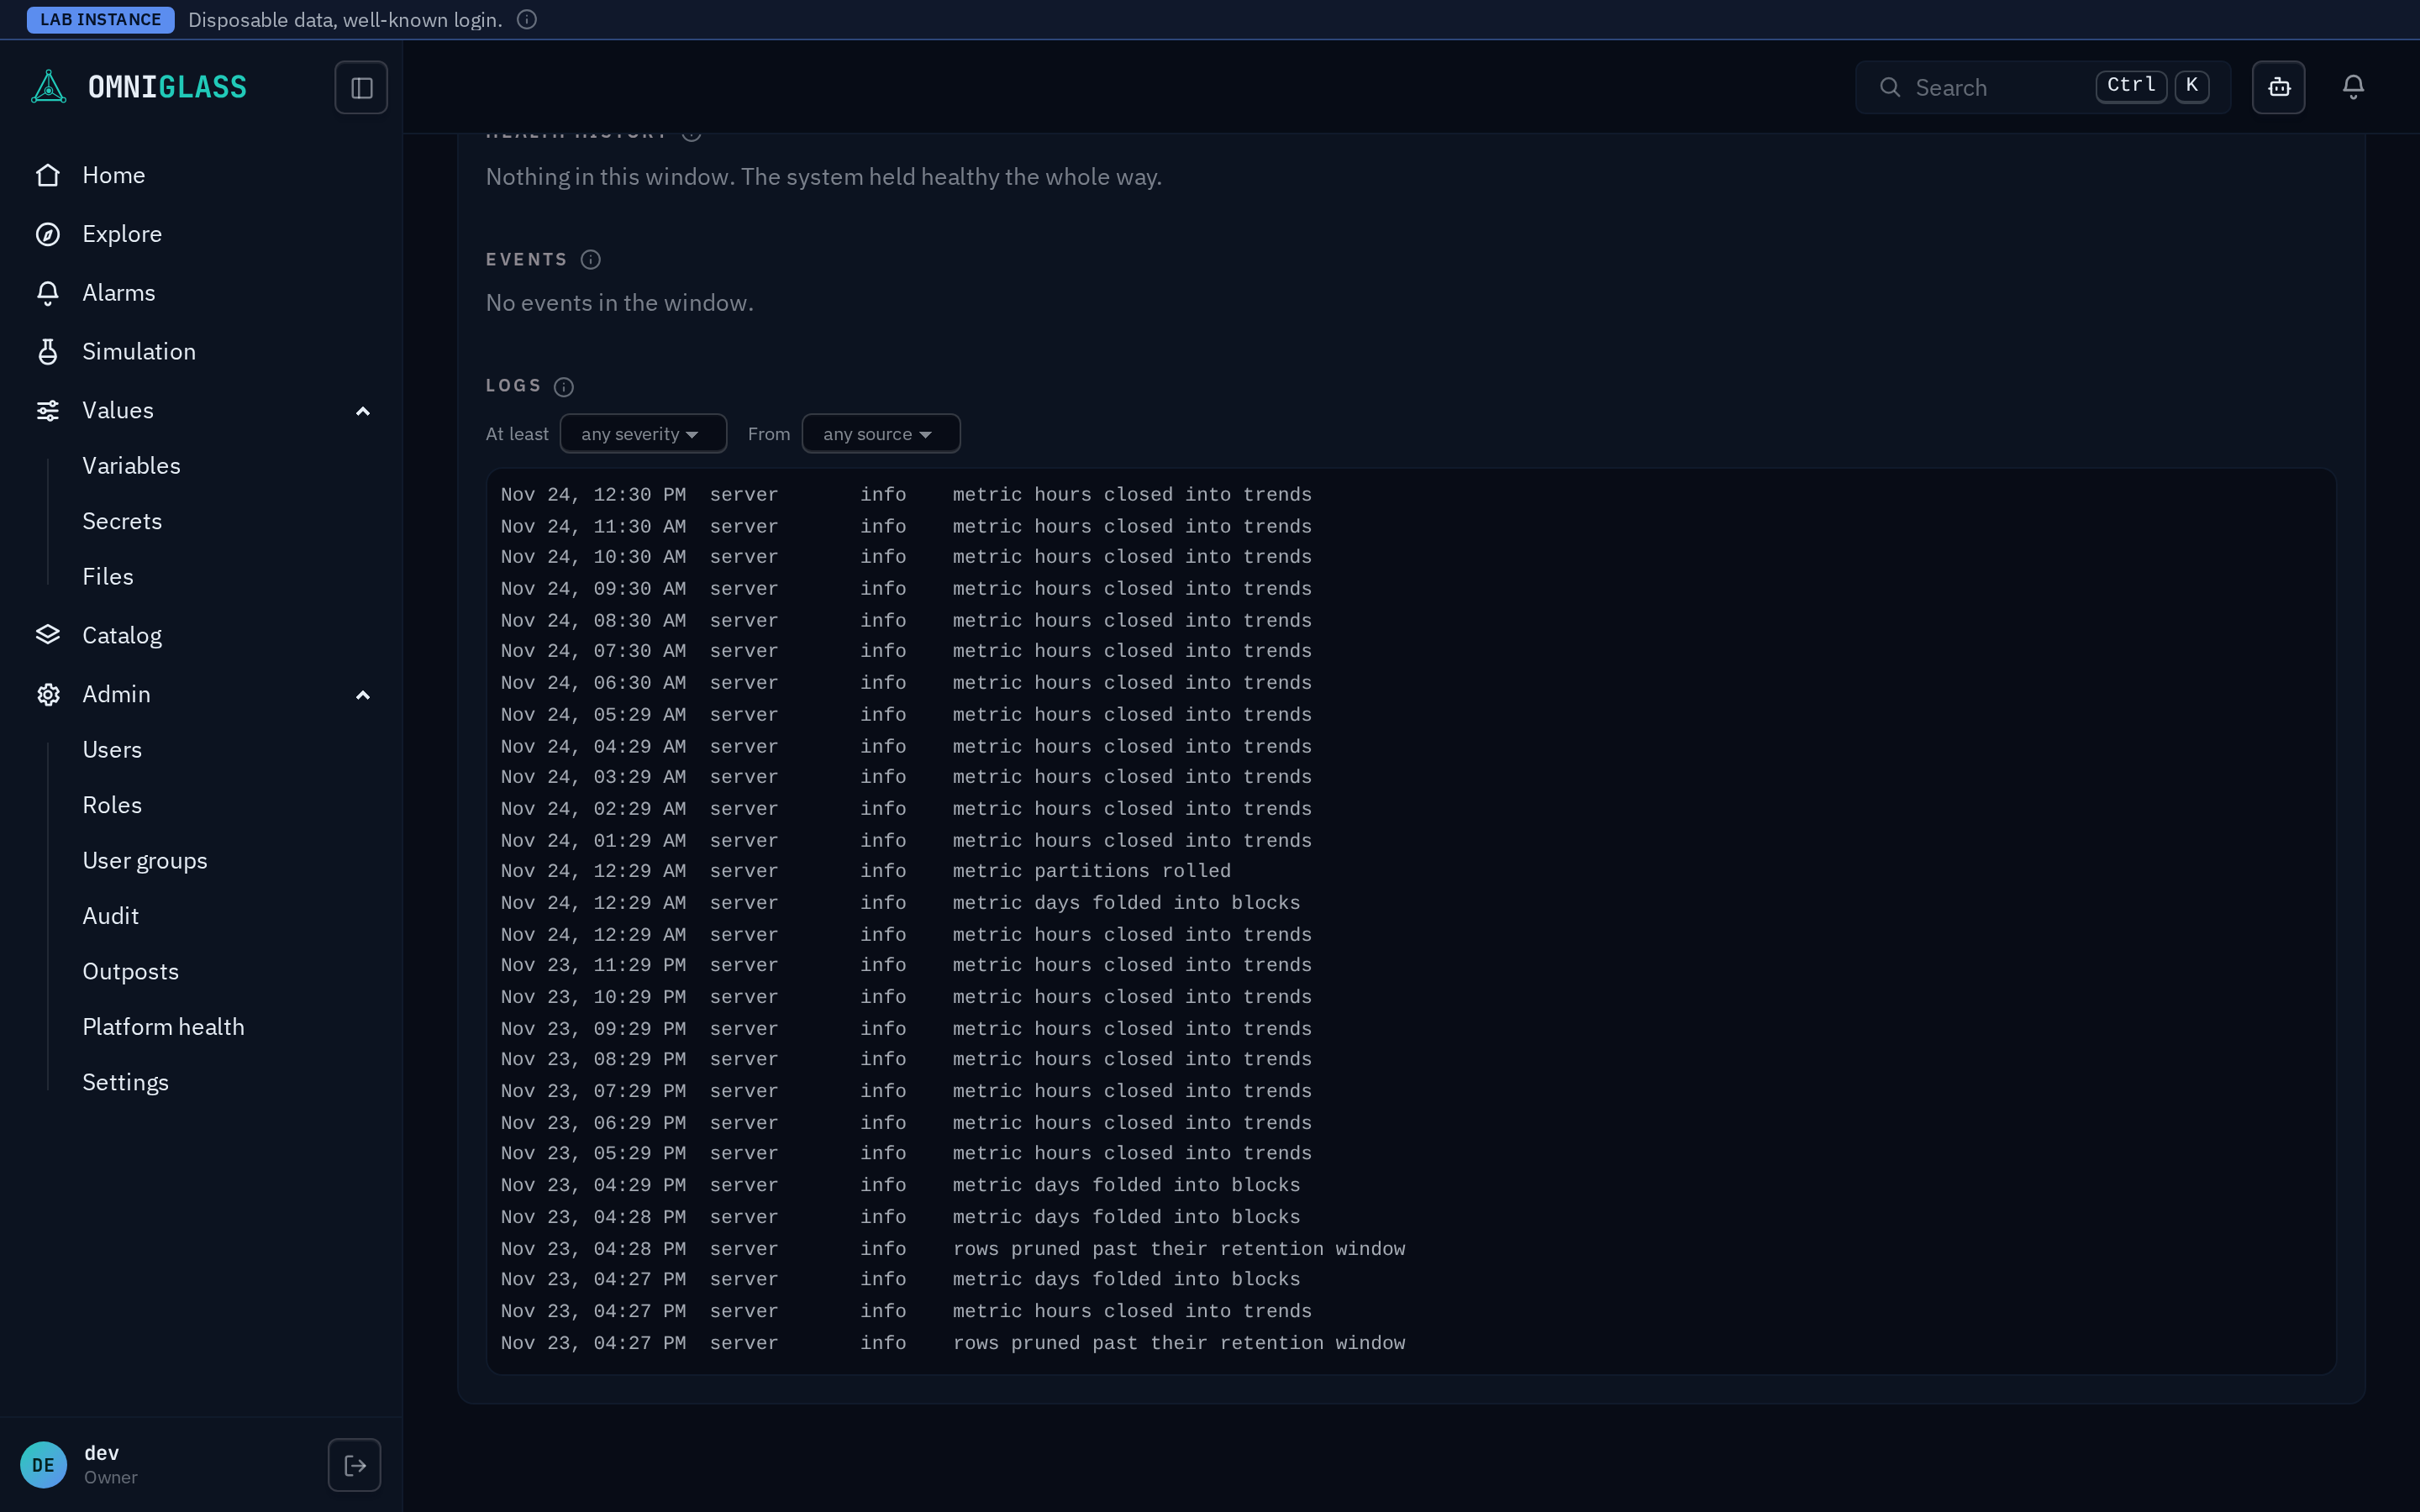 LAB INSTANCE Disposable data, well-known login.
OMNIGLASS
Search Ctrl K
Home
Explore
Alarms
Simulation
Values
Variables
Secrets
Files
Catalog
Admin
Users
Roles
User groups
Audit
Outposts
Platform health
Settings
DE dev
Owner
HEALTH HISTORY
Nothing in this window. The system held healthy the whole way.
EVENTS
No events in the window.
LOGS
At least any severity From any source
Nov 24, 12:30 PM server info metric hours closed into trends
Nov 24, 11:30 AM server info metric hours closed into trends
Nov 24, 10:30 AM server info metric hours closed into trends
Nov 24, 09:30 AM server info metric hours closed into trends
Nov 24, 08:30 AM server info metric hours closed into trends
Nov 24, 07:30 AM server info metric hours closed into trends
Nov 24, 06:30 AM server info metric hours closed into trends
Nov 24, 05:29 AM server info metric hours closed into trends
Nov 24, 04:29 AM server info metric hours closed into trends
Nov 24, 03:29 AM server info metric hours closed into trends
Nov 24, 02:29 AM server info metric hours closed into trends
Nov 24, 01:29 AM server info metric hours closed into trends
Nov 24, 12:29 AM server info metric partitions rolled
Nov 24, 12:29 AM server info metric days folded into blocks
Nov 24, 12:29 AM server info metric hours closed into trends
Nov 23, 11:29 PM server info metric hours closed into trends
Nov 23, 10:29 PM server info metric hours closed into trends
Nov 23, 09:29 PM server info metric hours closed into trends
Nov 23, 08:29 PM server info metric hours closed into trends
Nov 23, 07:29 PM server info metric hours closed into trends
Nov 23, 06:29 PM server info metric hours closed into trends
Nov 23, 05:29 PM server info metric hours closed into trends
Nov 23, 04:29 PM server info metric days folded into blocks
Nov 23, 04:28 PM server info metric days folded into blocks
Nov 23, 04:28 PM server info rows pruned past their retention window
Nov 23, 04:27 PM server info metric days folded into blocks
Nov 23, 04:27 PM server info metric hours closed into trends
Nov 23, 04:27 PM server info rows pruned past their retention window